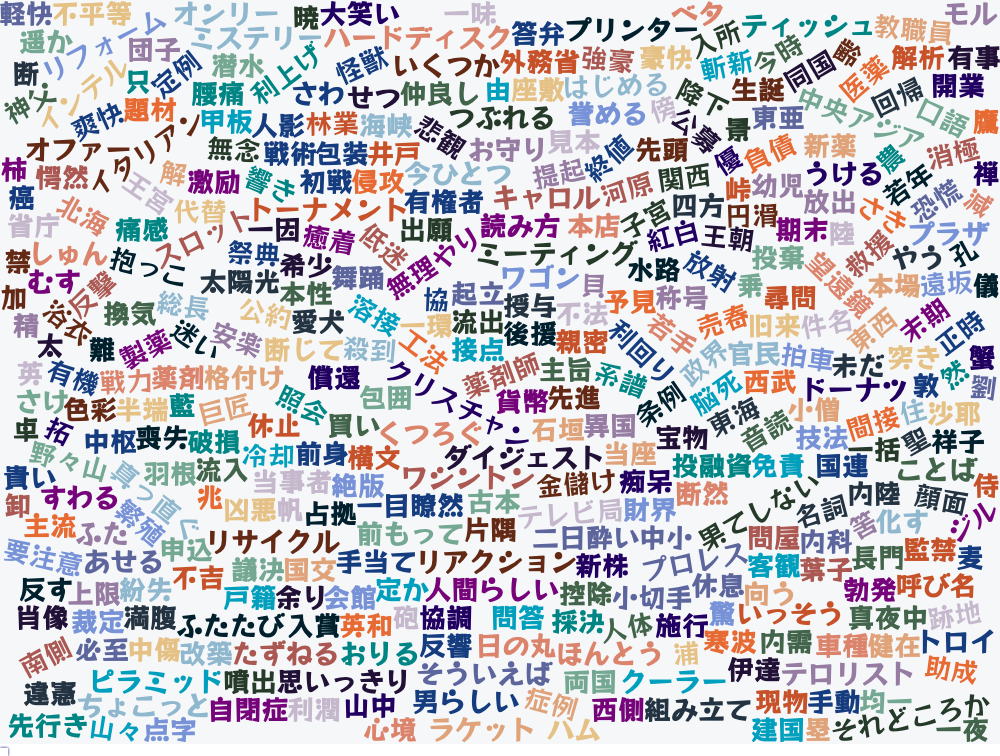 軽快 不平等 オンリー 暁 大笑い 一味 ベタ モル
遥か リフォーム 団子 ミステリー ハードディスク 答弁 プリンター 入所 ティッシュ 教職員
断 インテル 只 定例 潜水 利上げ 怪獣 いくつか 外務省 強豪 豪快 斬新 今時 同国 齢 医薬 解析 有事
神父 爽快 題材 腰痛 さわ せつ 仲良し 由 座敷 はじめる 降下 生誕 中央アジア 回帰 開業
甲板 人影 林業 海峡 悲観 つぶれる 誉める 傍 公募 景 東亜 口語 鷹
オファー イタリアン 無念 戦術 包装 井戸 お守り 見本 終値 先頭 優 負債 新薬 農 消極
柿 愕然 王宮 解 激励 響き 初戦 侵攻 今ひとつ 提起 関西 峠 幼児 うける 若年 禅
癌 代替 トーナメント 有権者 キャロル 河原 子宮 四方 円滑 放出 さき 恐慌 滅
省庁 北海 痛感 スロット 一因 癒着 低迷 出願 読み方 本店 紅白 王朝 期末 陸 救援 プラザ
禁 しゅん 抱っこ 祭典 希少 無理やり ミーティング 水路 放射 投棄 皇 遠藤 やう 孔
むす 反撃 太陽光 本性 舞踊 ワゴン 貝 乗 尋問 本場 遠坂 儀
加 浴衣 換気 総長 公約 愛犬 溶接 協 起立 授与 不法 予見 称号 若手 売春 旧来 件名 東西 末期 正時
精 太 難 製薬 迷い 安楽 断じて 殺到 一環 工法 流出 接点 後援 親密 利回り 政界 官民 拍車 未だ 突き 蟹
英 有機 戦力 薬剤 格付け 償還 クリスチャン 薬剤師 主旨 系譜 条例 脳死 西武 ドーナツ 敦 然 劉
さけ 色彩 半端 藍 巨匠 照会 包囲 貨幣 先進 東海 音読 小僧 間接 住 沙耶
卓 拓 中枢 喪失 破損 休止 買い くつろぐ 石垣 異国 宝物 技法 一括 聖 祥子
野々山 真っ直ぐ 羽根 流入 冷却 前身 構文 ダイジェスト 当座 投融資 免責 国連 ことば
貴い 兆 当事者 絶版 ワシントン 金儲け 痴呆 断然 果てしない 名詞 内陸 顔面 侍
卸 すわる 繁殖 凶悪 帆 占拠 一目瞭然 古本 テレビ局 財界 筈 化す ジル
主流 ふた 申込 リサイクル 前もって 片隅 二日酔い 中小 問屋 内科 長門 監禁 麦
要注意 あせる 不吉 議決 国文 手当て リアクション 新株 プロレス 客観 葉子 勃発 呼び名
反す 上限 紛失 戸籍 余り 会館 定か 人間らしい 控除 小切手 休息 向う
肖像 裁定 満腹 ふたたび 入賞 英和 砲 協調 問答 採決 人体 施行 驚 いっそう 真夜中 跡地
南側 必至 中傷 改築 たずねる おりる 反響 日の丸 ほんとう 浦 寒波 内需 車種 健在 トロイ
違憲 ピラミッド 噴出 思いっきり そういえば 両国 クーラー 伊達 テロリスト 助成
ちょこっと 自閉症 利潤 山中 男らしい 症例 西側 組み立て 現物 手動 均一
先行き 山々 点字 心境 ラケット ハム 建国 塁 それどころか 一夜